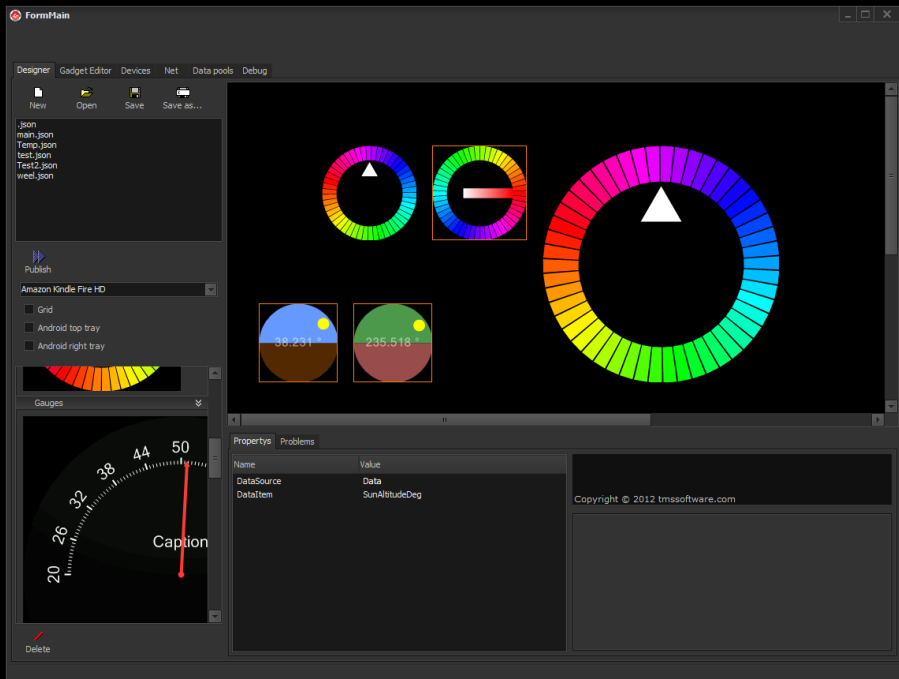 FormMain
Designer Gadget Editor Devices Net Data pools Debug
New Open Save Save as...
.json
main.json
Temp.json
test.json
Test2.json
weel.json
Publish
Amazon Kindle Fire HD
Grid
Android top tray
Android right tray
38.231 °
235.518 °
Gauges
20
26
32
38
44
50
Caption
Delete
Propertys Problems
Name Value
DataSource Data
DataItem SunAltitudeDeg
Copyright © 2012 tmssoftware.com